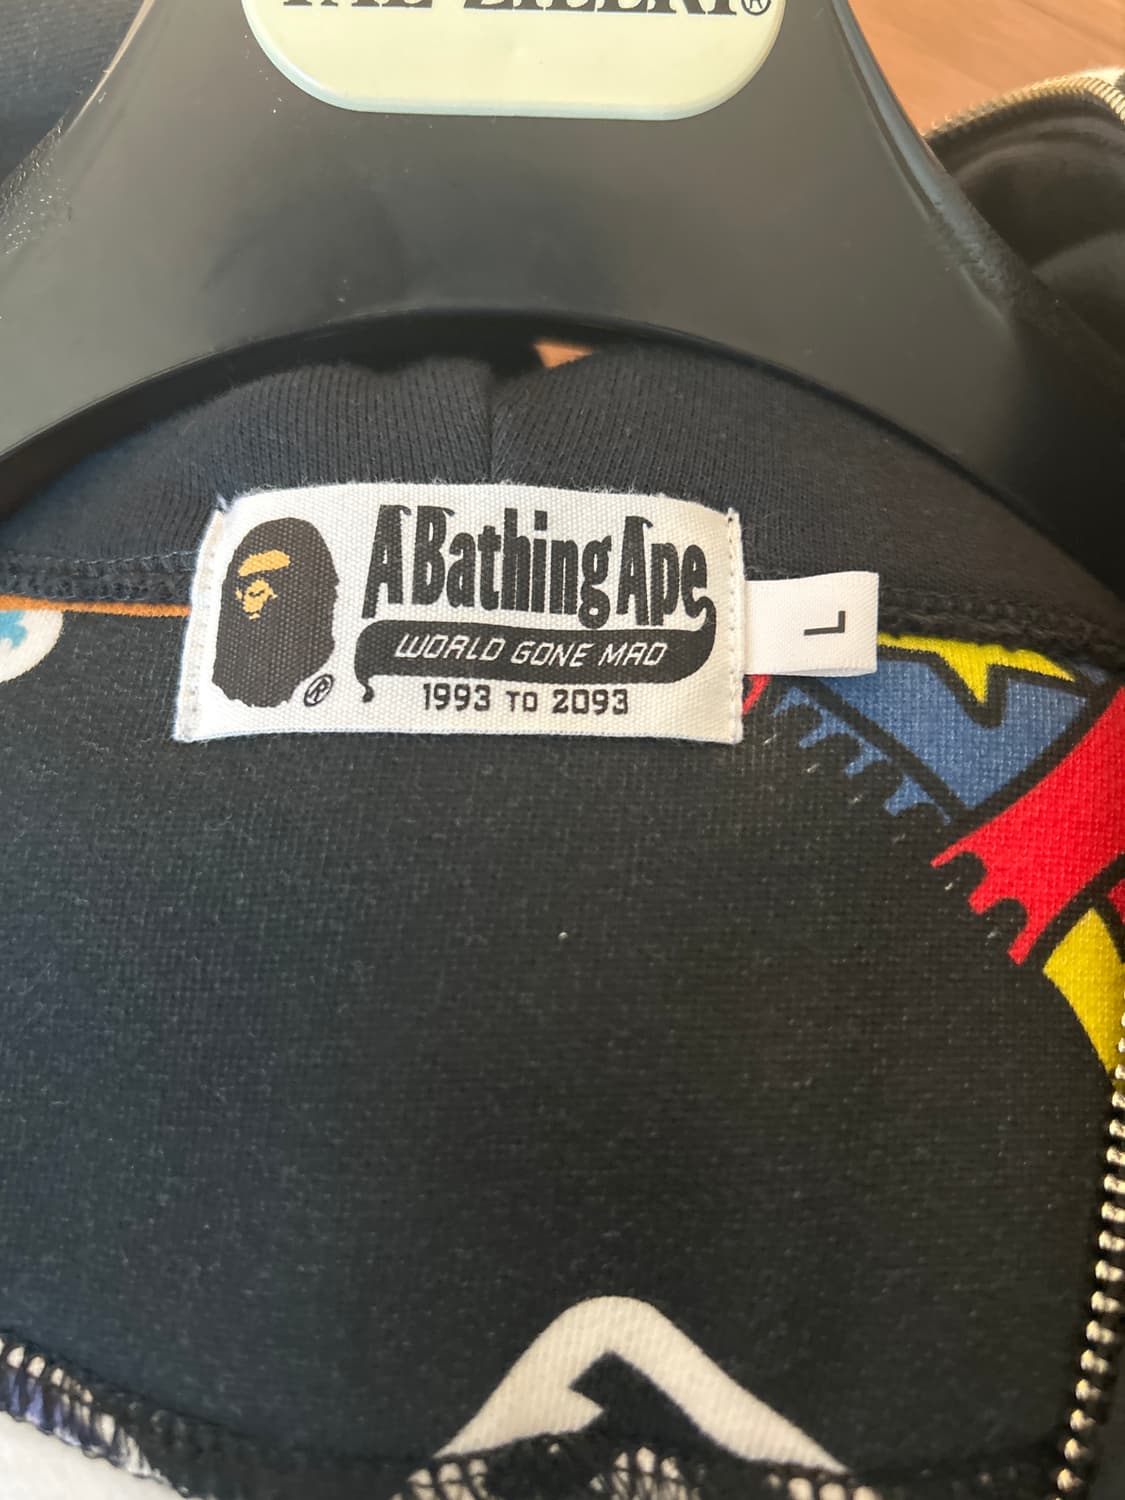 ®
A Bathing Ape
WORLD GONE MAD
®
1993 TO 2093
L